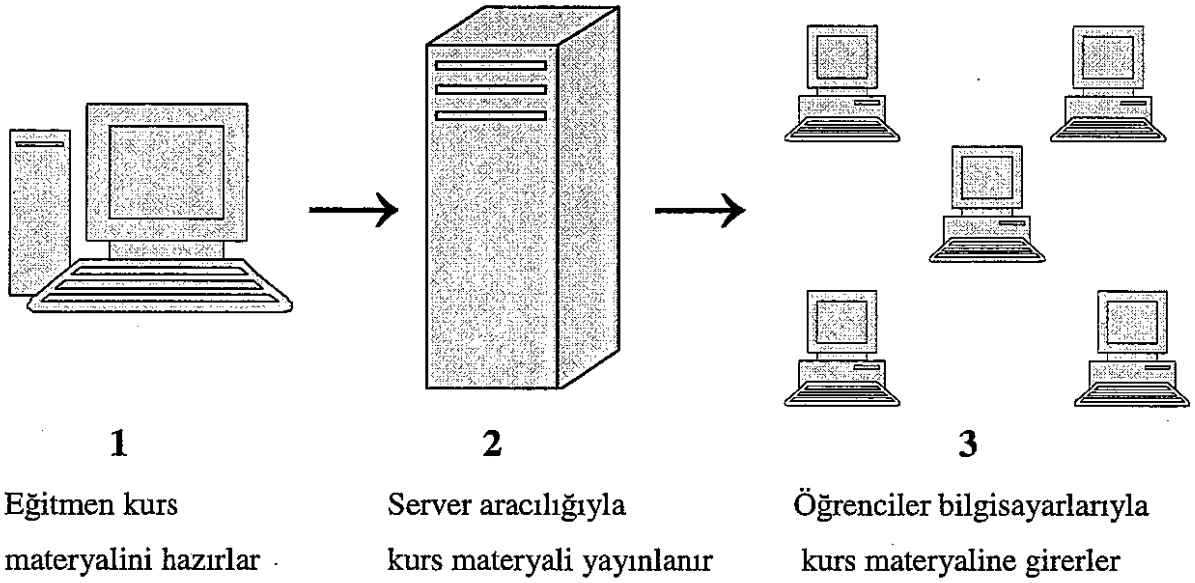 1 2 3
Eğitmen kurs Server aracılığıyla Öğrenciler bilgisayarlarıyla
materyalini hazırlar kurs materyali yayınlanır kurs materyaline girerler